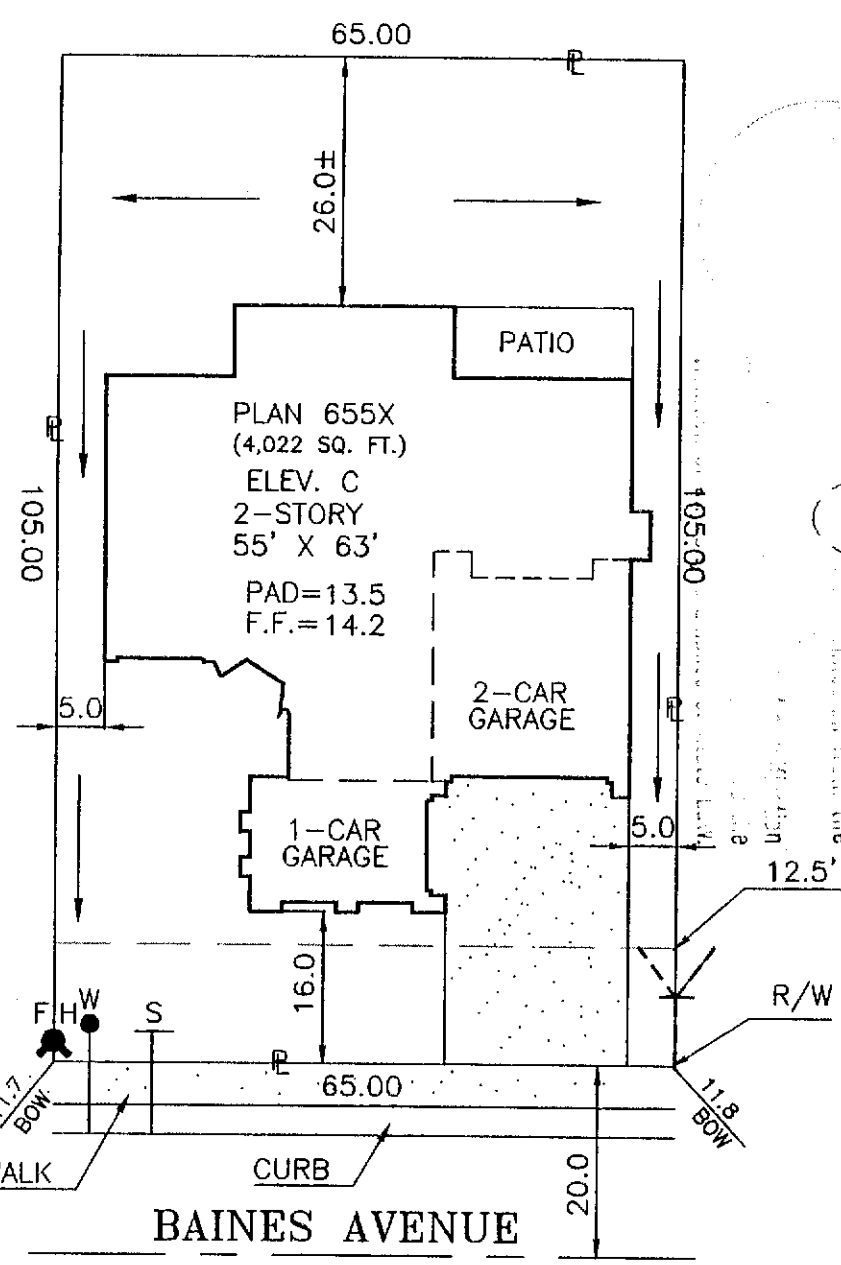 65.00
PL
26.0±
PATIO
PLAN 655X
(4,022 SQ. FT.)
ELEV. C
2-STORY
55' X 63'
PAD=13.5
F.F.=14.2
PL
105.00
105.00
2-CAR
GARAGE
PL
5.0
1-CAR
GARAGE
5.0
12.5'
16.0
R/W
FH
W
S
PL
65.00
BOW
11.8
BOW
CURB
20.0
BAINES AVENUE